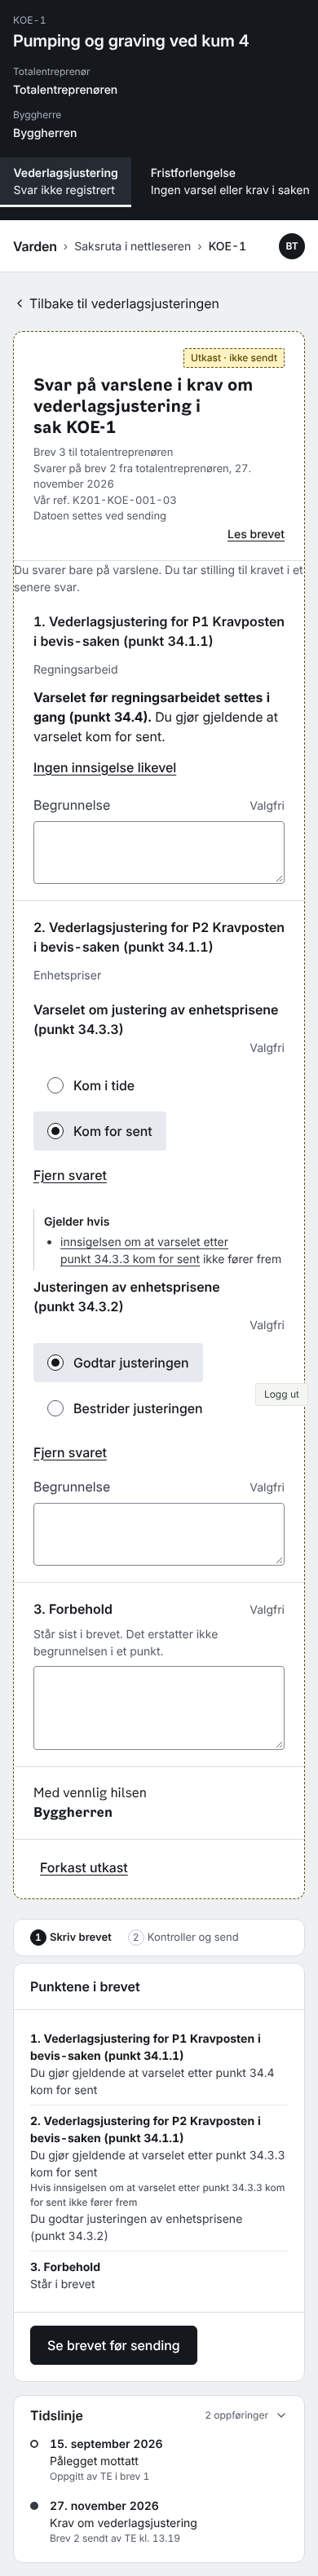 KOE-1
Pumping og graving ved kum 4
Totalentreprenør
Totalentreprenøren
Byggherre
Byggherren
Vederlagsjustering
Svar ikke registrert
Fristforlengelse
Ingen varsel eller krav i saken
Varden › Saksruta i nettleseren › KOE-1
BT
Tilbake til vederlagsjusteringen
Utkast · ikke sendt
Svar på varslene i krav om
vederlagsjustering i
sak KOE-1
Brev 3 til totalentreprenøren
Svarer på brev 2 fra totalentreprenøren, 27.
november 2026
Vår ref. K201-KOE-001-03
Datoen settes ved sending
Les brevet
Du svarer bare på varslene. Du tar stilling til kravet i et
senere svar.
1. Vederlagsjustering for P1 Kravposten
i bevis-saken (punkt 34.1.1)
Regningsarbeid
Varselet før regningsarbeidet settes i
gang (punkt 34.4). Du gjør gjeldende at
varselet kom for sent.
Ingen innsigelse likevel
Begrunnelse Valgfri
2. Vederlagsjustering for P2 Kravposten
i bevis-saken (punkt 34.1.1)
Enhetspriser
Varselet om justering av enhetsprisene
(punkt 34.3.3)
Valgfri
Kom i tide
Kom for sent
Fjern svaret
Gjelder hvis
• innsigelsen om at varselet etter
punkt 34.3.3 kom for sent ikke fører frem
Justeringen av enhetsprisene
(punkt 34.3.2)
Valgfri
Godtar justeringen
Logg ut
Bestrider justeringen
Fjern svaret
Begrunnelse Valgfri
3. Forbehold Valgfri
Står sist i brevet. Det erstatter ikke
begrunnelsen i et punkt.
Med vennlig hilsen
Byggherren
Forkast utkast
1 Skriv brevet 2 Kontroller og send
Punktene i brevet
1. Vederlagsjustering for P1 Kravposten i
bevis-saken (punkt 34.1.1)
Du gjør gjeldende at varselet etter punkt 34.4
kom for sent
2. Vederlagsjustering for P2 Kravposten i
bevis-saken (punkt 34.1.1)
Du gjør gjeldende at varselet etter punkt 34.3.3
kom for sent
Hvis innsigelsen om at varselet etter punkt 34.3.3 kom
for sent ikke fører frem
Du godtar justeringen av enhetsprisene
(punkt 34.3.2)
3. Forbehold
Står i brevet
Se brevet før sending
Tidslinje 2 oppføringer
15. september 2026
Pålegget mottatt
Oppgitt av TE i brev 1
27. november 2026
Krav om vederlagsjustering
Brev 2 sendt av TE kl. 13.19